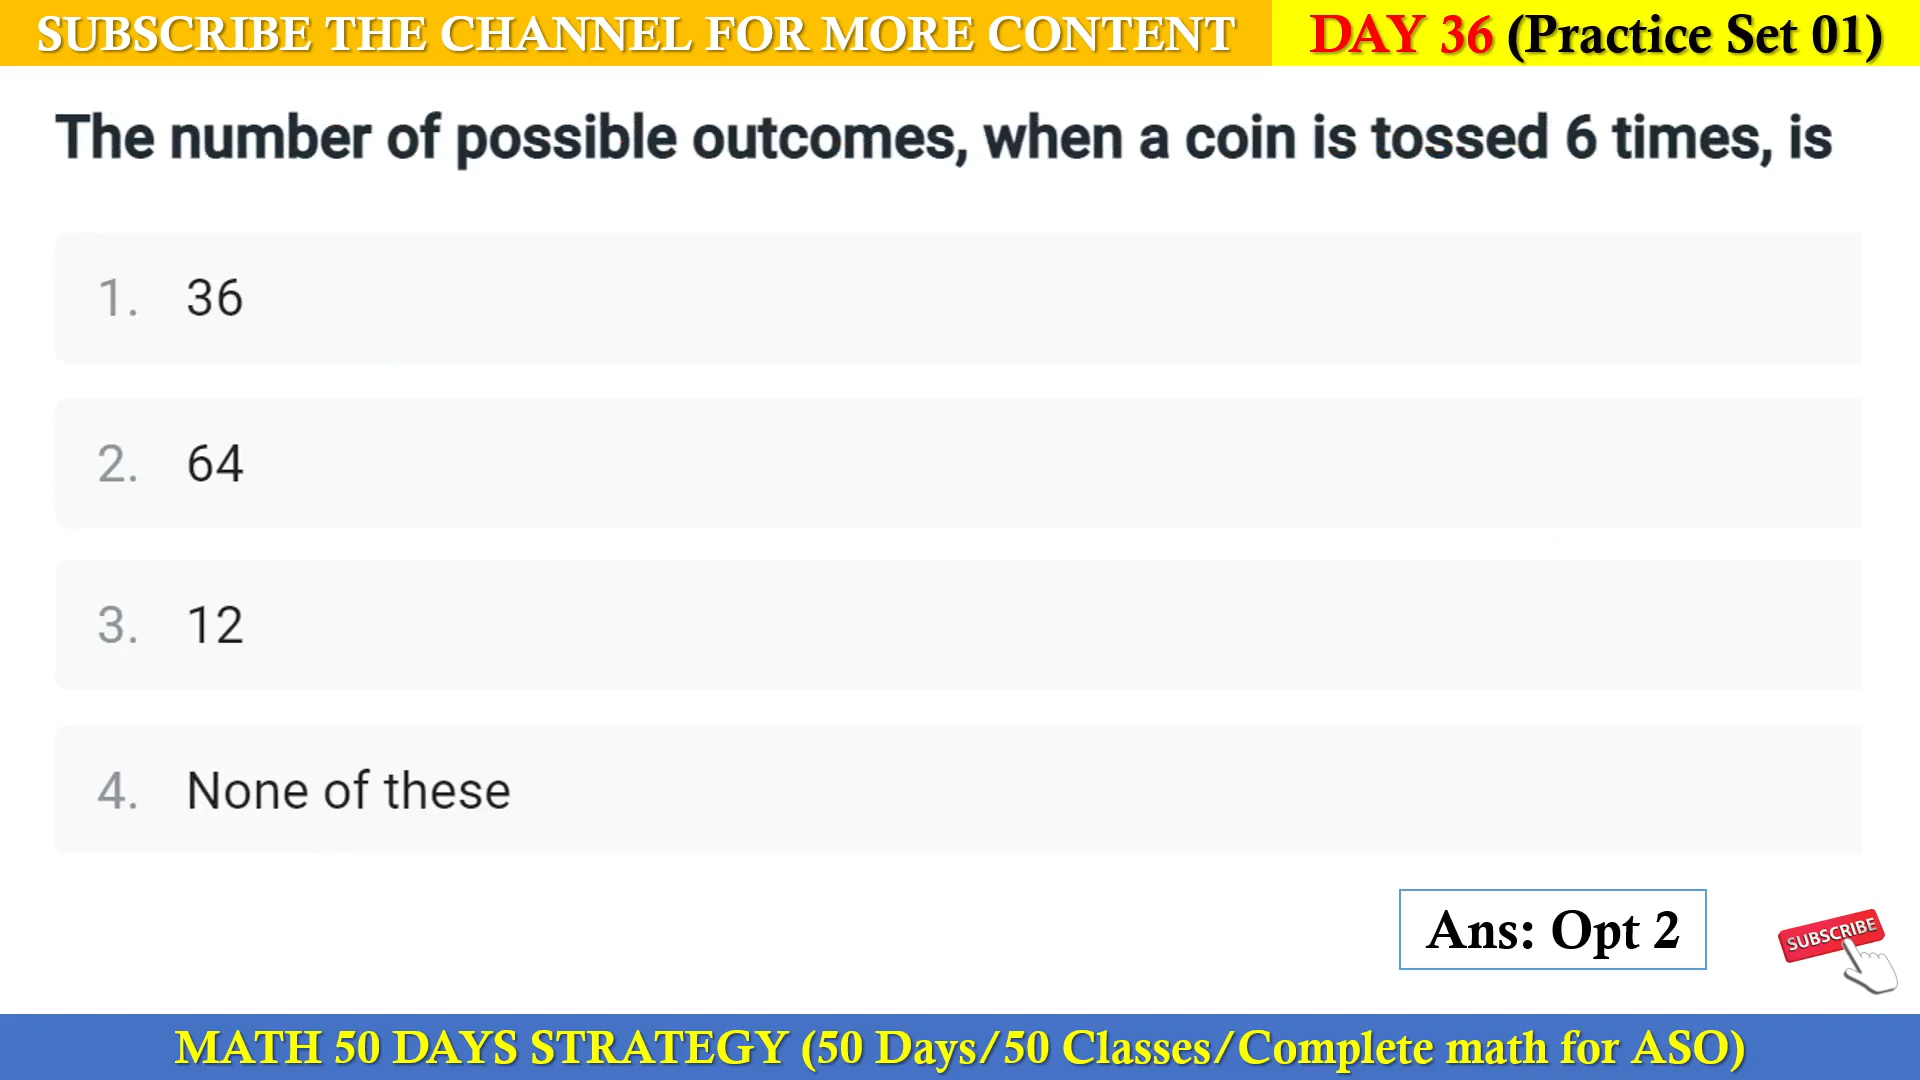 SUBSCRIBE THE CHANNEL FOR MORE CONTENT
DAY 36 (Practice Set 01)
The number of possible outcomes, when a coin is tossed 6 times, is
1. 36
2. 64
3. 12
4. None of these
Ans: Opt 2
SUBSCRIBE
MATH 50 DAYS STRATEGY (50 Days/50 Classes/Complete math for ASO)